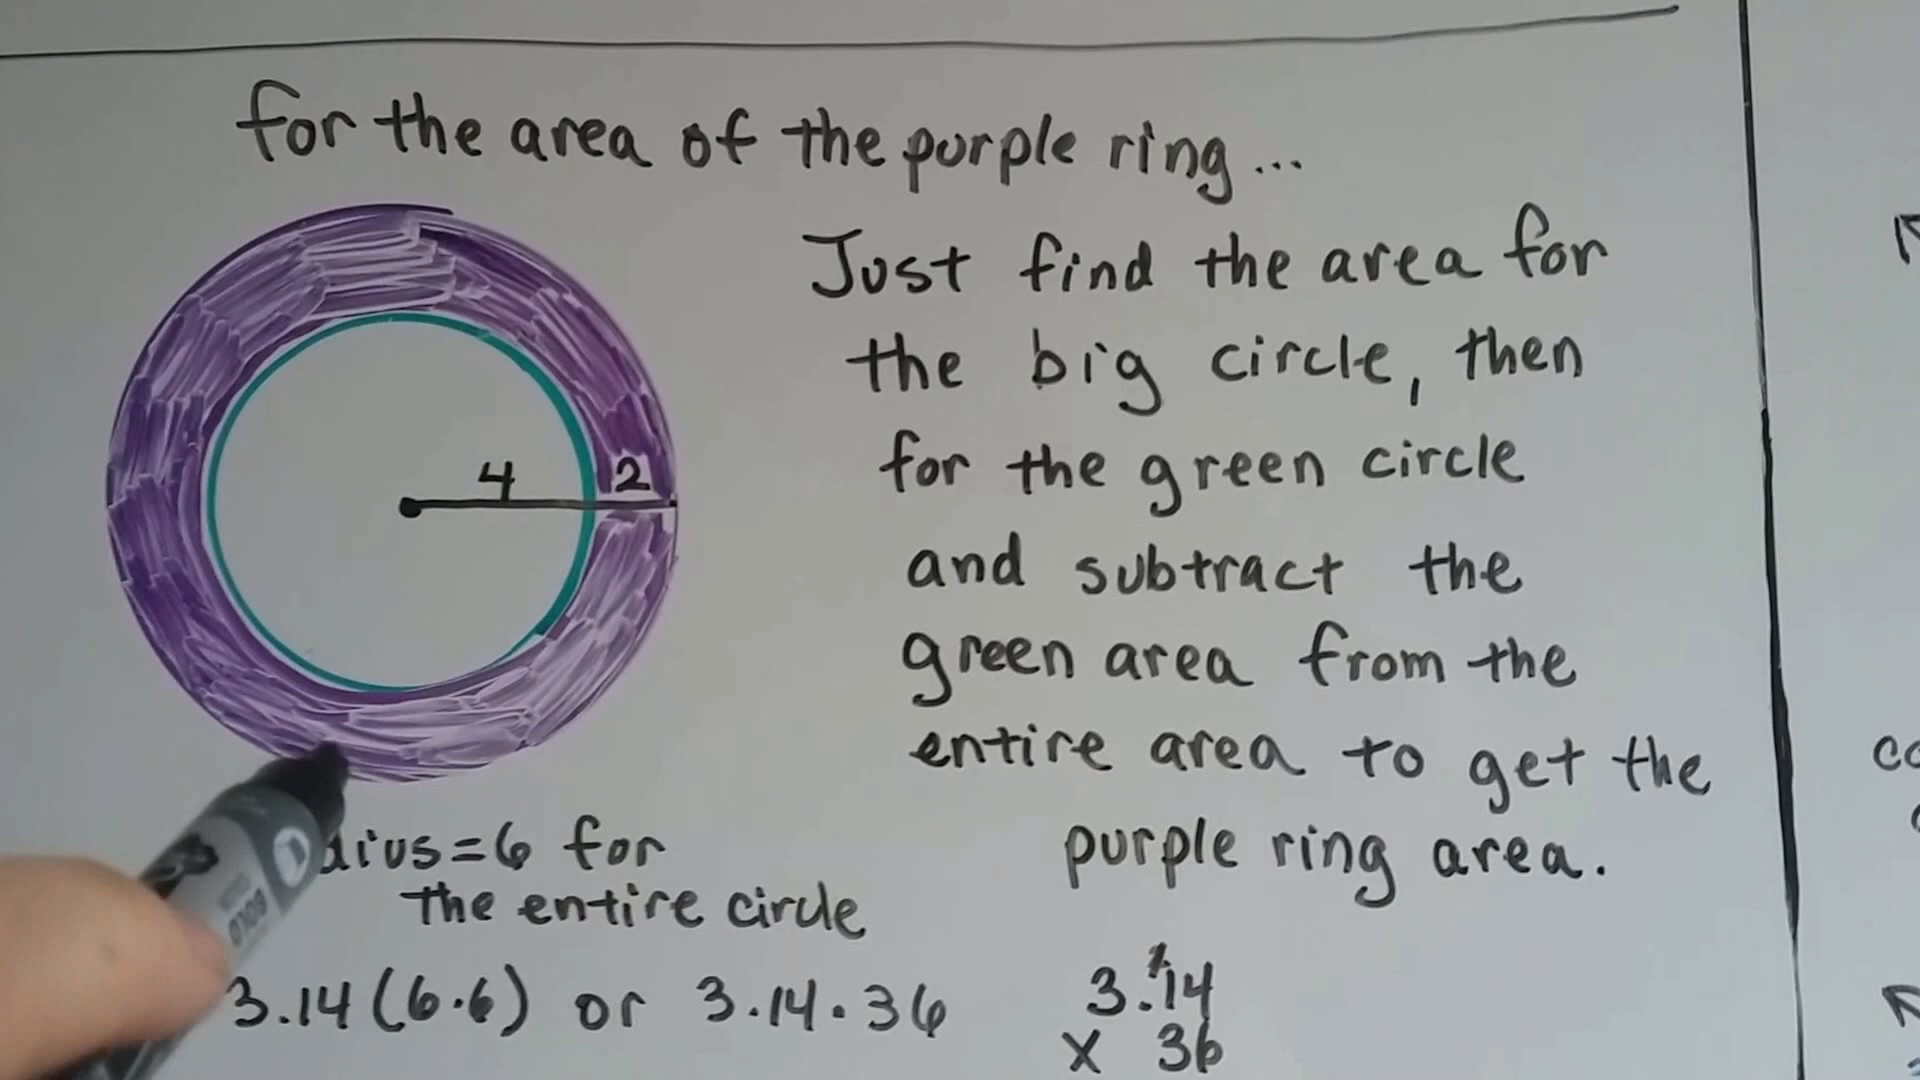 for the area of the purple ring...
4 2
Just find the area for
the big circle, then
for the green circle
and subtract the
green area from the
entire area to get the
purple ring area.
dius=6 for
the entire circle
3.14(6·6) or 3.14·36
3.14
x 36
BOLD